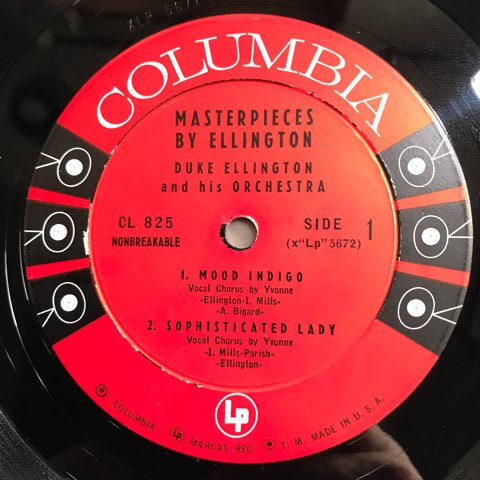 COLUMBIA
MASTERPIECES
BY ELLINGTON
DUKE ELLINGTON
and his ORCHESTRA
CL 825
NONBREAKABLE
SIDE 1
(x"Lp"5672)
1. MOOD INDIGO
Vocal Chorus by Yvonne
-Ellington-I. Mills-
-A. Bigard-
2. SOPHISTICATED LADY
Vocal Chorus by Yvonne
-I. Mills-Parish-
-Ellington-
LP
® "COLUMBIA" Lp MARCAS REG. ® T. M. MADE IN U. S. A.